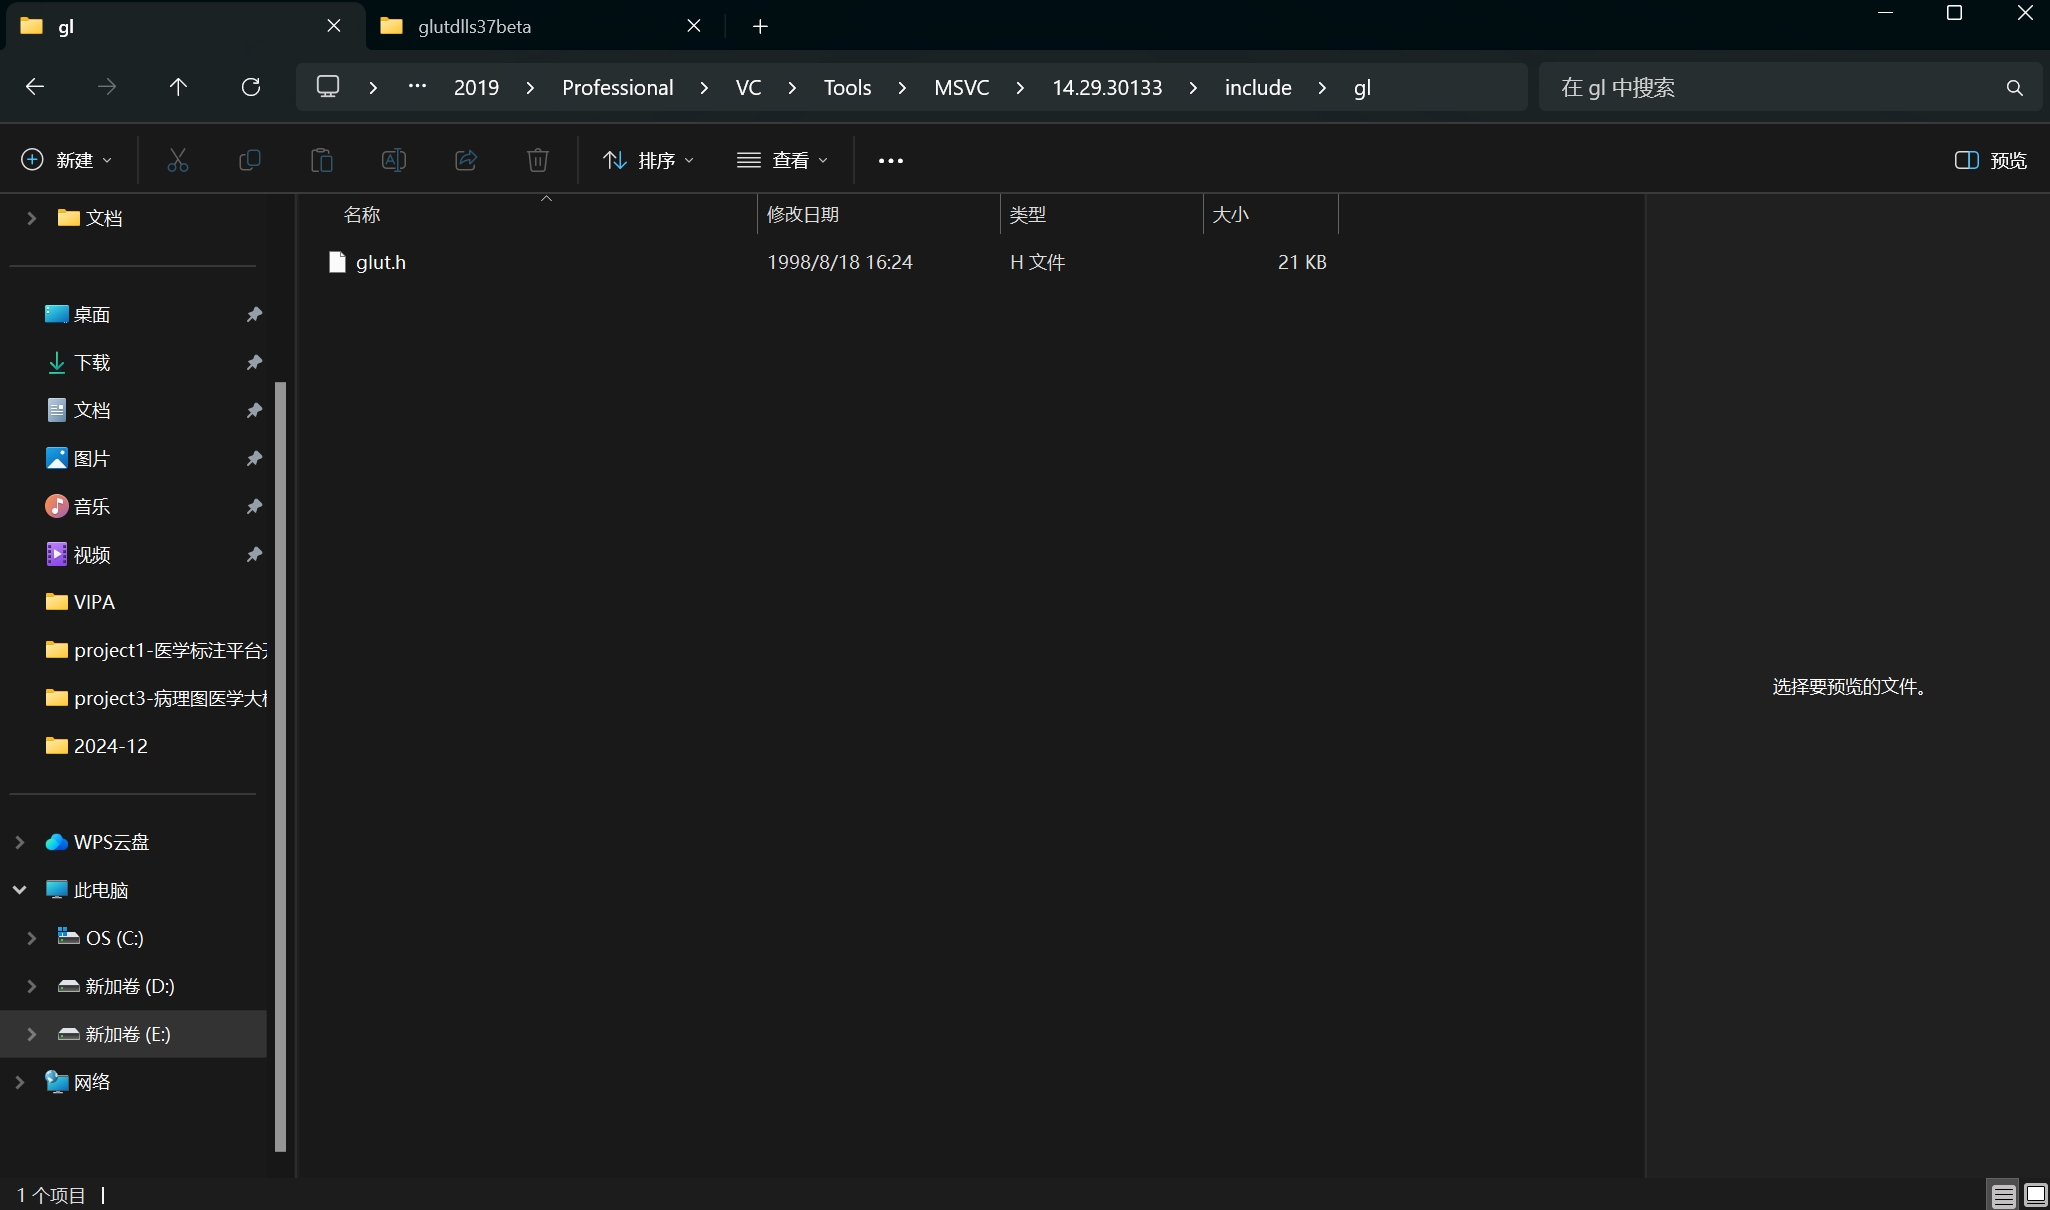 gl
glutdlls37beta
2019 Professional VC Tools MSVC 14.29.30133 include gl
在 gl 中搜索
新建
排序
查看
预览
文档
桌面
下载
文档
图片
音乐
视频
VIPA
project1-医学标注平台
project3-病理图医学大
2024-12
WPS云盘
此电脑
OS (C:)
新加卷 (D:)
新加卷 (E:)
网络
名称 修改日期 类型 大小
glut.h 1998/8/18 16:24 H 文件 21 KB
选择要预览的文件。
1 个项目